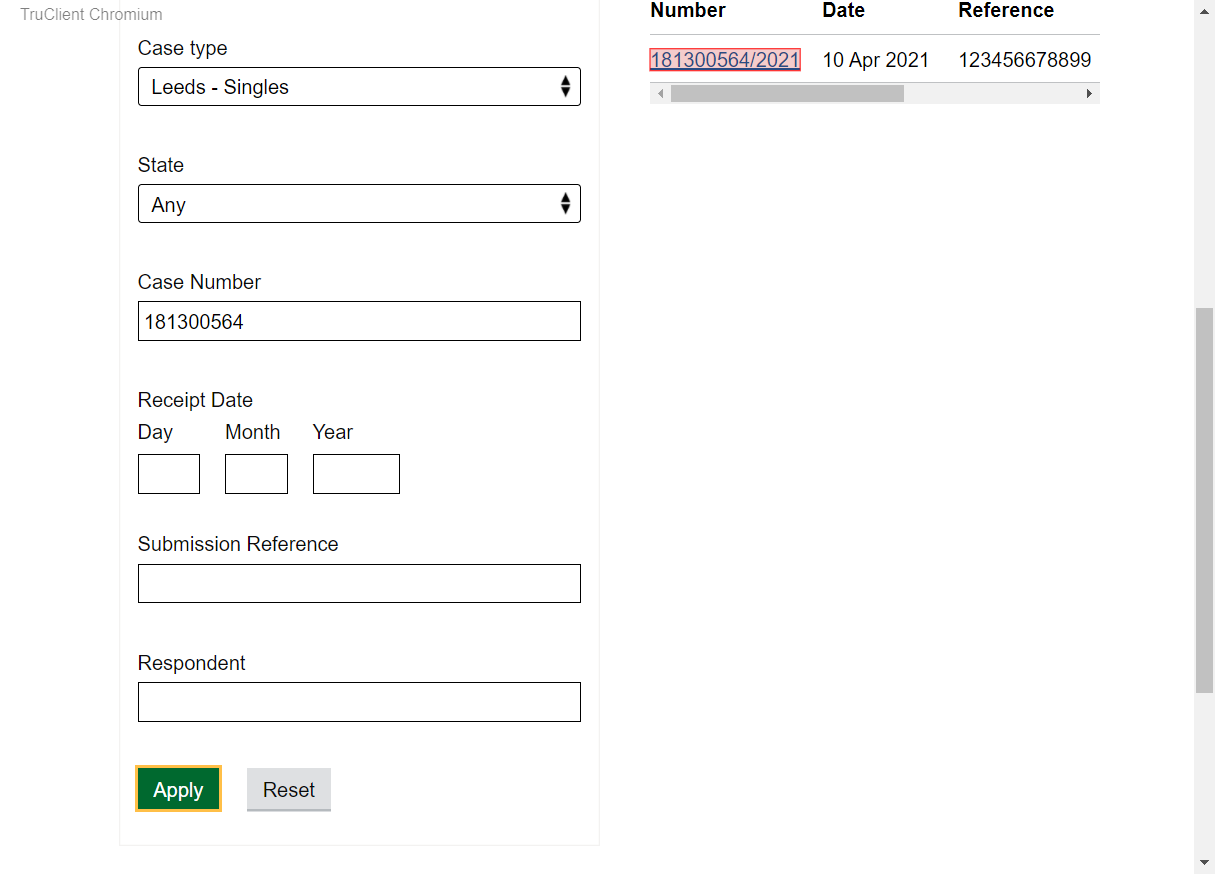 TruClient Chromium
Case type
Leeds - Singles
State
Any
Case Number
181300564
Receipt Date
Day Month Year
Submission Reference
Respondent
Apply Reset
Number Date Reference
181300564/2021 10 Apr 2021 123456678899